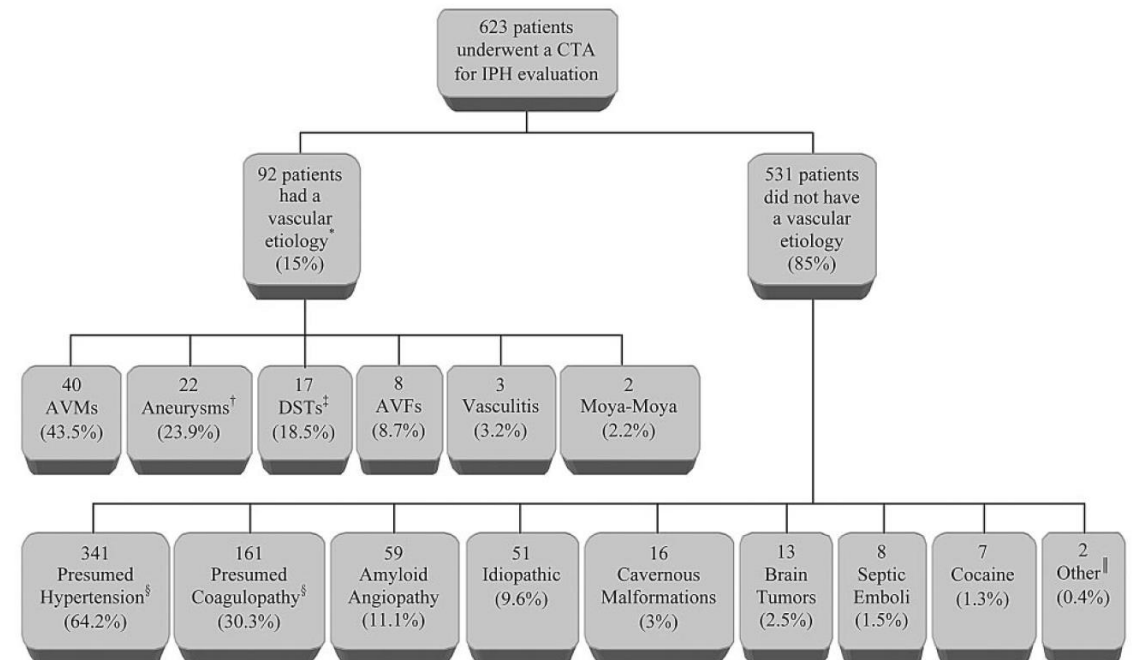 623 patients
underwent a CTA
for IPH evaluation
92 patients
had a
vascular
etiology*
(15%)
531 patients
did not have
a vascular
etiology
(85%)
40
AVMs
(43.5%)
22
Aneurysms†
(23.9%)
17
DSTs‡
(18.5%)
8
AVFs
(8.7%)
3
Vasculitis
(3.2%)
2
Moya-Moya
(2.2%)
341
Presumed
Hypertension§
(64.2%)
161
Presumed
Coagulopathy§
(30.3%)
59
Amyloid
Angiopathy
(11.1%)
51
Idiopathic
(9.6%)
16
Cavernous
Malformations
(3%)
13
Brain
Tumors
(2.5%)
8
Septic
Emboli
(1.5%)
7
Cocaine
(1.3%)
2
Other‖
(0.4%)